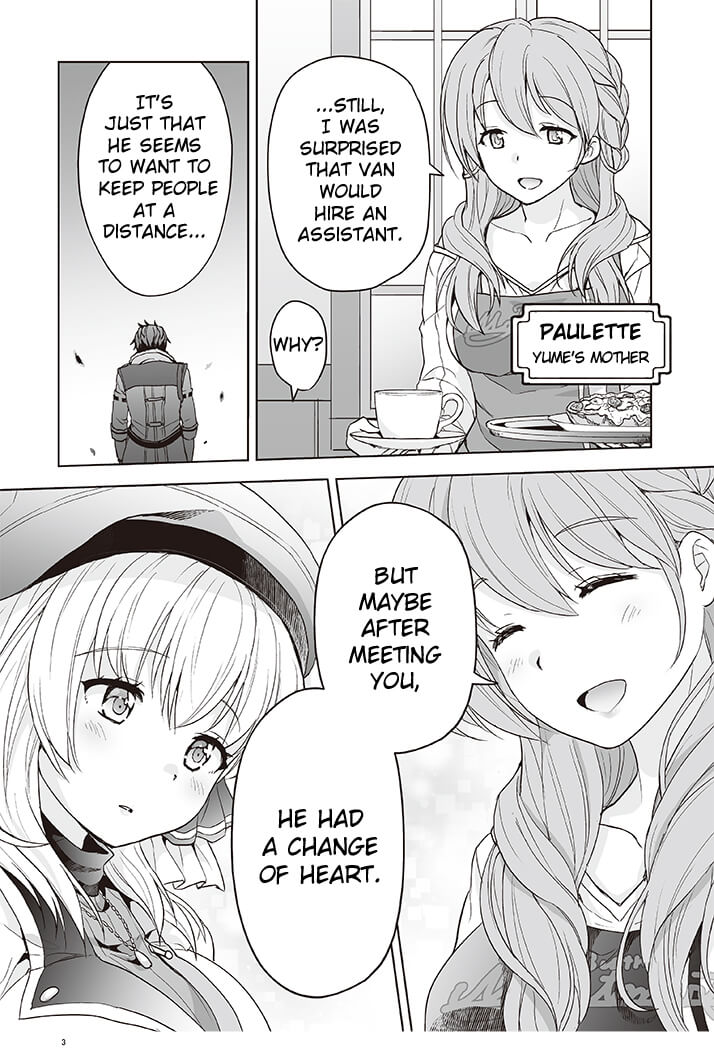 ...STILL,
I WAS
SURPRISED
THAT VAN
WOULD
HIRE AN
ASSISTANT.
PAULETTE
YUME'S MOTHER
WHY?
IT'S
JUST THAT
HE SEEMS
TO WANT TO
KEEP PEOPLE
AT A
DISTANCE...
BUT
MAYBE
AFTER
MEETING
YOU,
HE HAD
A CHANGE
OF HEART.
3